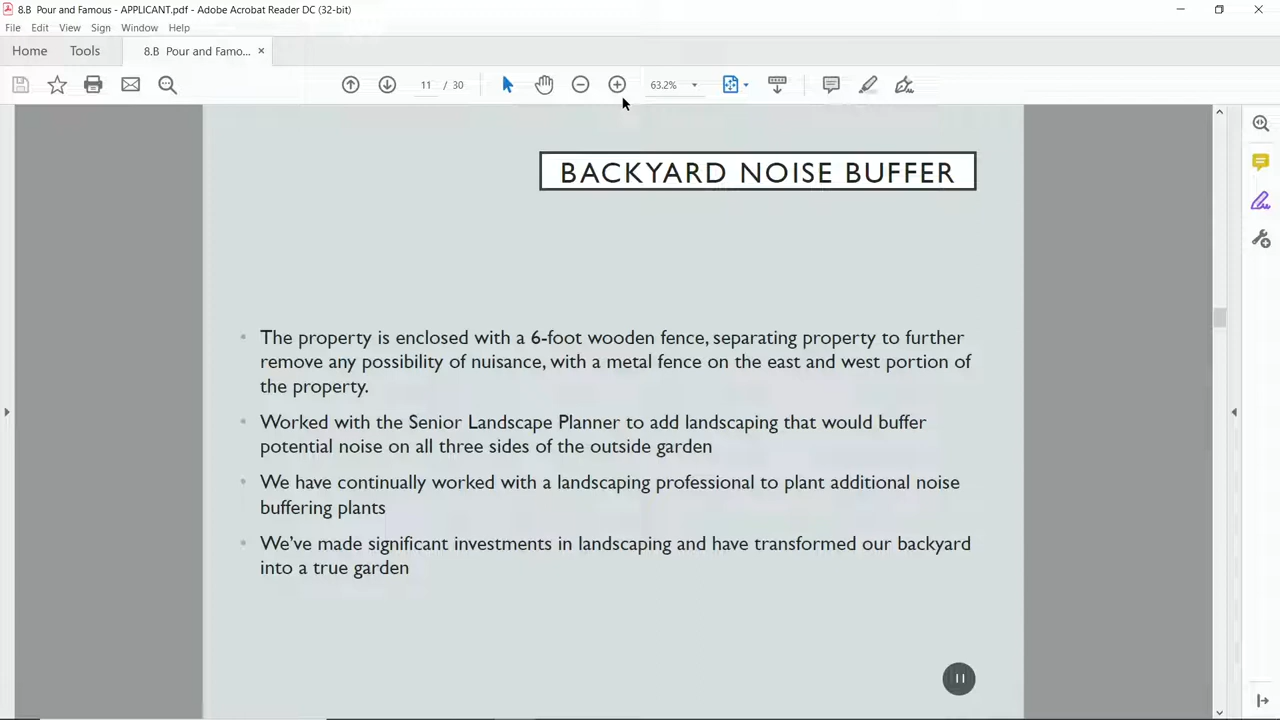 8.B Pour and Famous - APPLICANT.pdf - Adobe Acrobat Reader DC (32-bit)
File Edit View Sign Window Help
Home Tools 8.B Pour and Famo... ×
11 / 30 63.2%
BACKYARD NOISE BUFFER
• The property is enclosed with a 6-foot wooden fence, separating property to further
remove any possibility of nuisance, with a metal fence on the east and west portion of
the property.
• Worked with the Senior Landscape Planner to add landscaping that would buffer
potential noise on all three sides of the outside garden
• We have continually worked with a landscaping professional to plant additional noise
buffering plants
• We've made significant investments in landscaping and have transformed our backyard
into a true garden
11